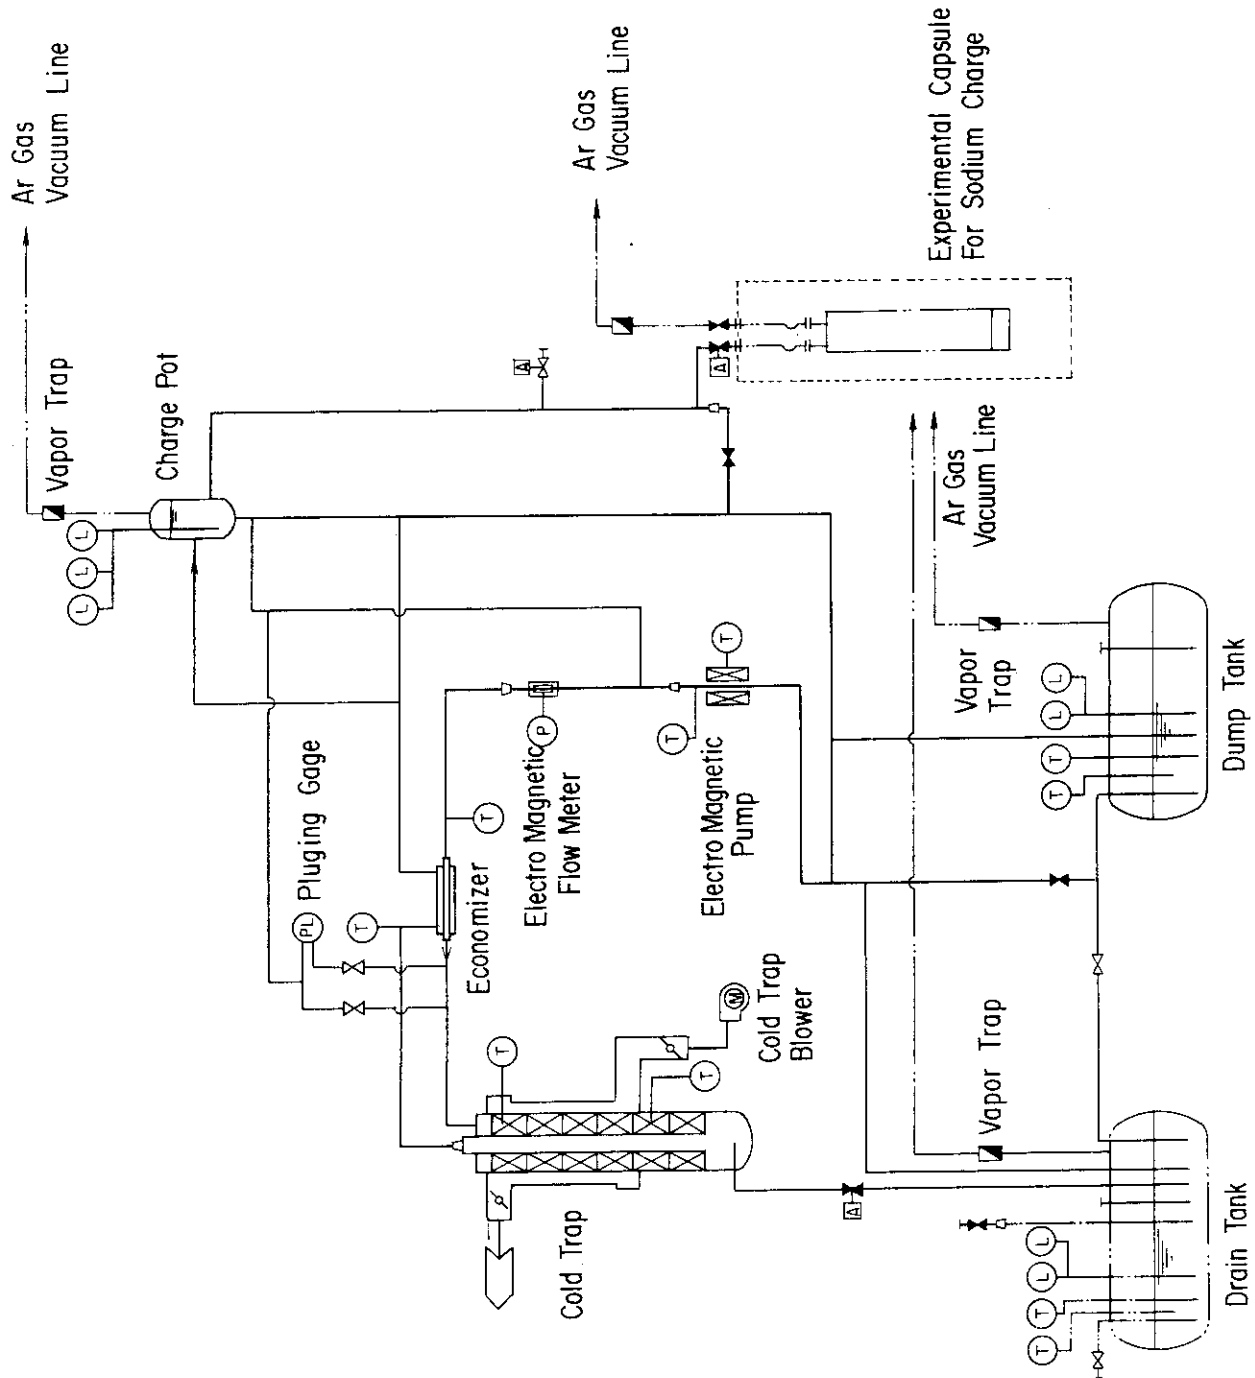 Ar Gas
Vacuum Line
Vapor Trap
Charge Pot
L
L
L
Ar Gas
Vacuum Line
Experimental Capsule
For Sodium Charge
A
A
Pluging Gage
PL
T
Economizer
T
Electro Magnetic
Flow Meter
P
Electro Magnetic
Pump
T
T
Ar Gas
Vacuum Line
Vapor
Trap
L
L
T
T
Dump Tank
Cold Trap
Blower
M
T
T
Cold Trap
A
Vapor Trap
L
L
T
T
Drain Tank